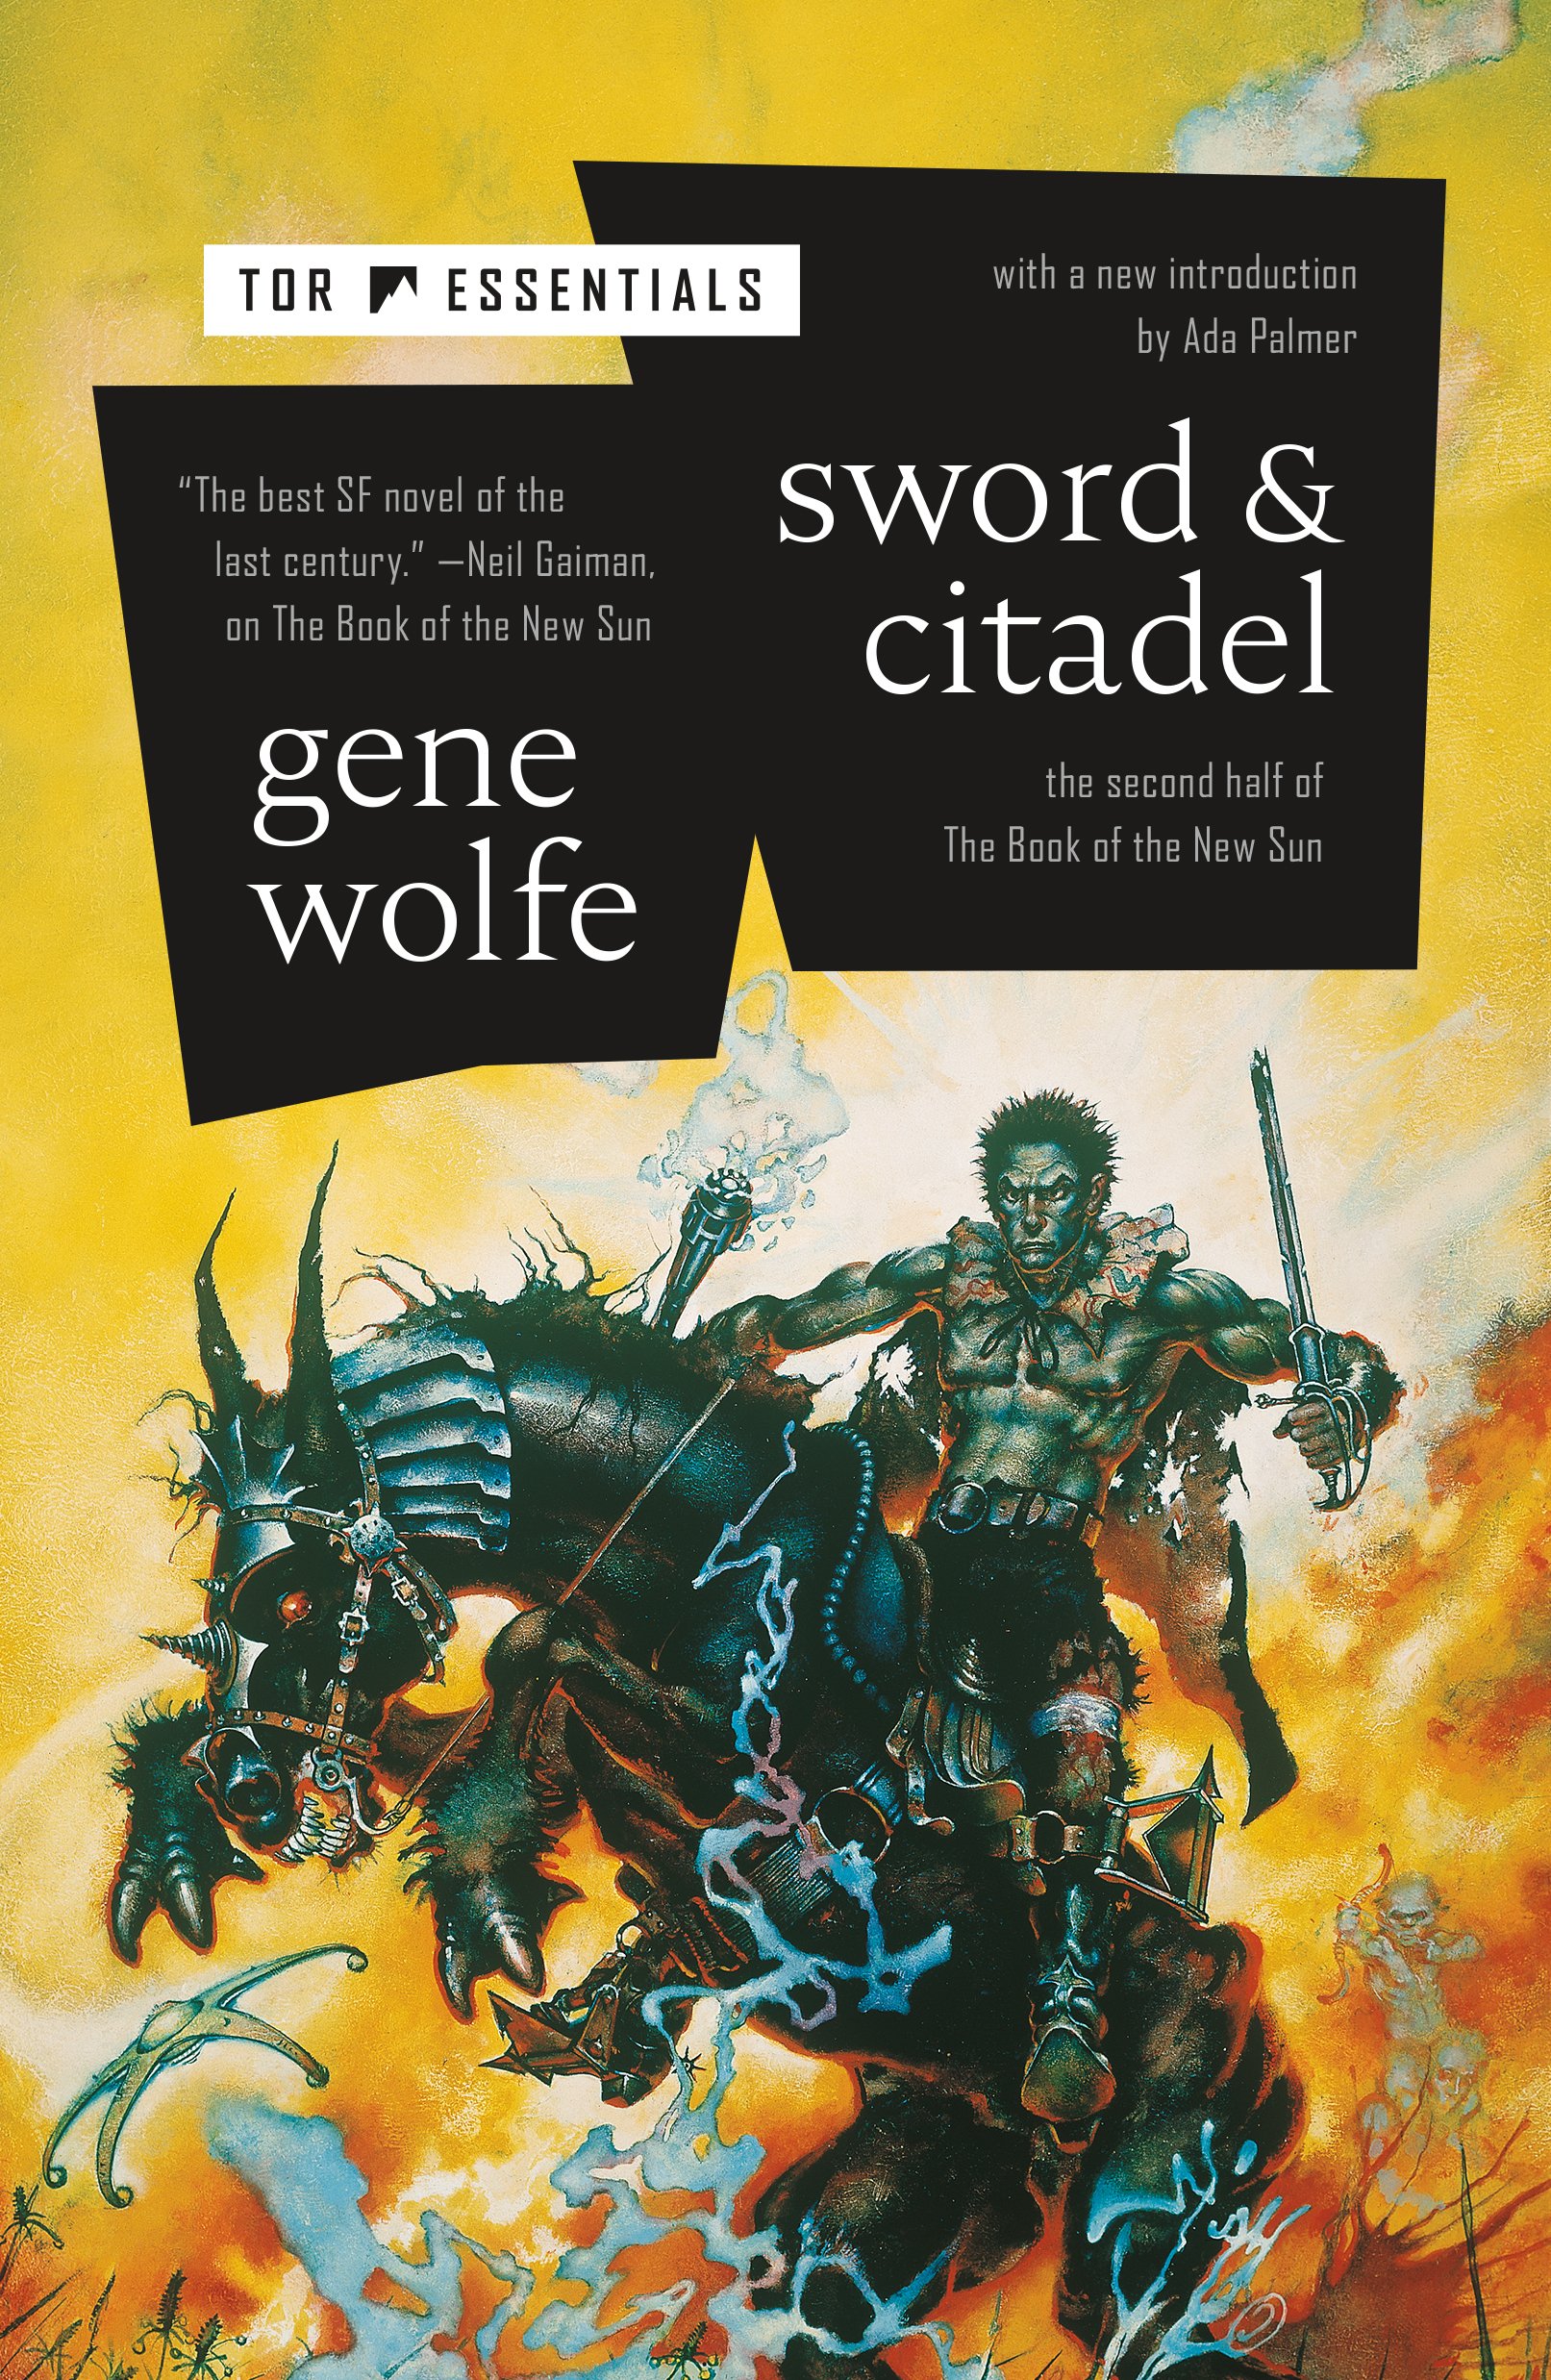 TOR ESSENTIALS
with a new introduction
by Ada Palmer
sword &
citadel
the second half of
The Book of the New Sun
“The best SF novel of the
last century.” —Neil Gaiman,
on The Book of the New Sun
gene
wolfe